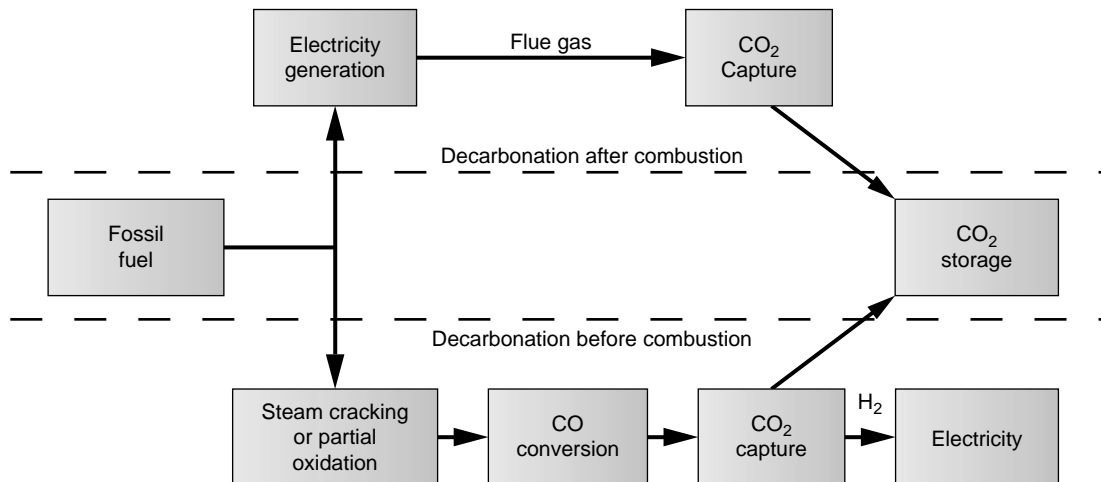 Electricity
generation
Flue gas
CO₂
Capture
Decarbonation after combustion
Fossil
fuel
CO₂
storage
Decarbonation before combustion
Steam cracking
or partial
oxidation
CO
conversion
CO₂
capture
H₂
Electricity